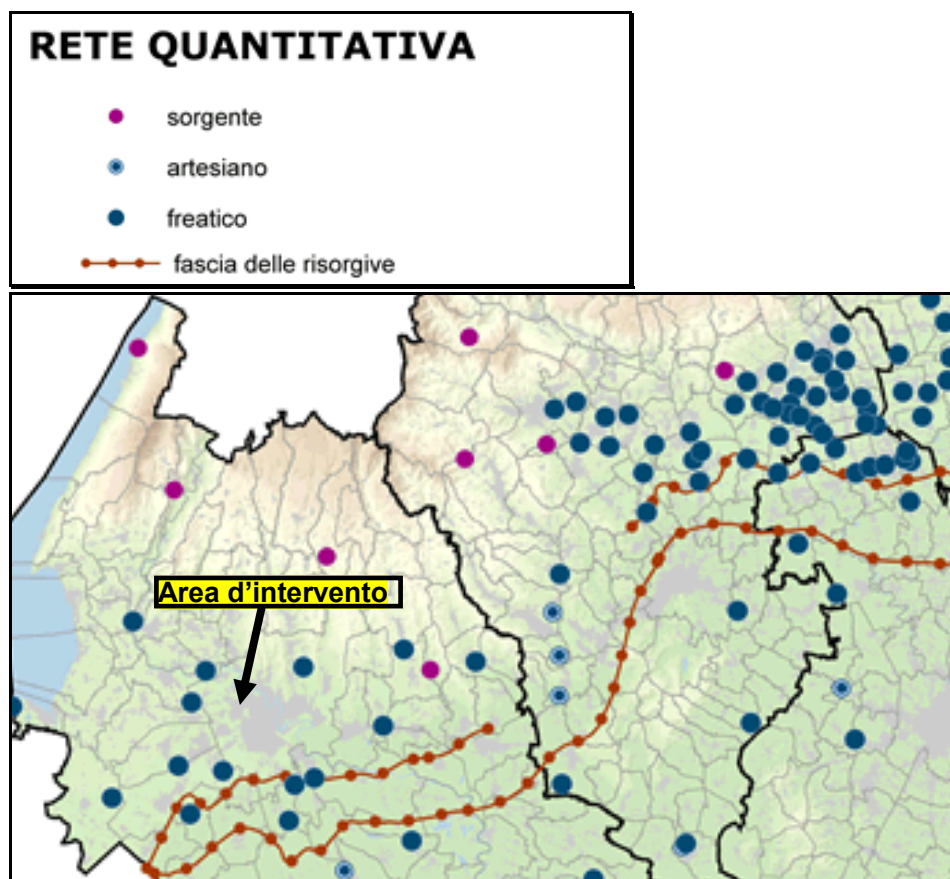 RETE QUANTITATIVA
sorgente
artesiano
freatico
fascia delle risorgive
Area d'intervento